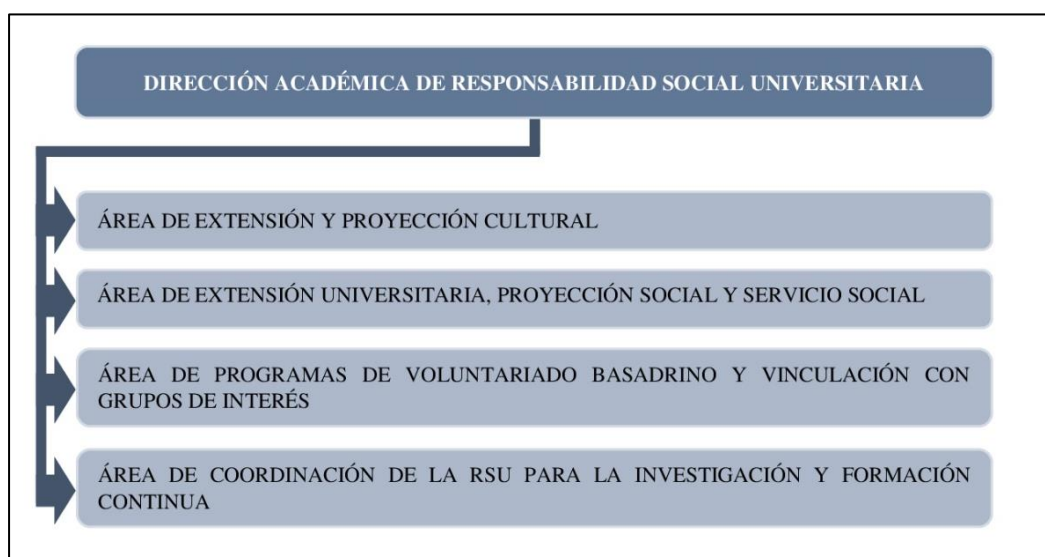 DIRECCIÓN ACADÉMICA DE RESPONSABILIDAD SOCIAL UNIVERSITARIA
ÁREA DE EXTENSIÓN Y PROYECCIÓN CULTURAL
ÁREA DE EXTENSIÓN UNIVERSITARIA, PROYECCIÓN SOCIAL Y SERVICIO SOCIAL
ÁREA DE PROGRAMAS DE VOLUNTARIADO BASADRINO Y VINCULACIÓN CON
GRUPOS DE INTERÉS
ÁREA DE COORDINACIÓN DE LA RSU PARA LA INVESTIGACIÓN Y FORMACIÓN
CONTINUA